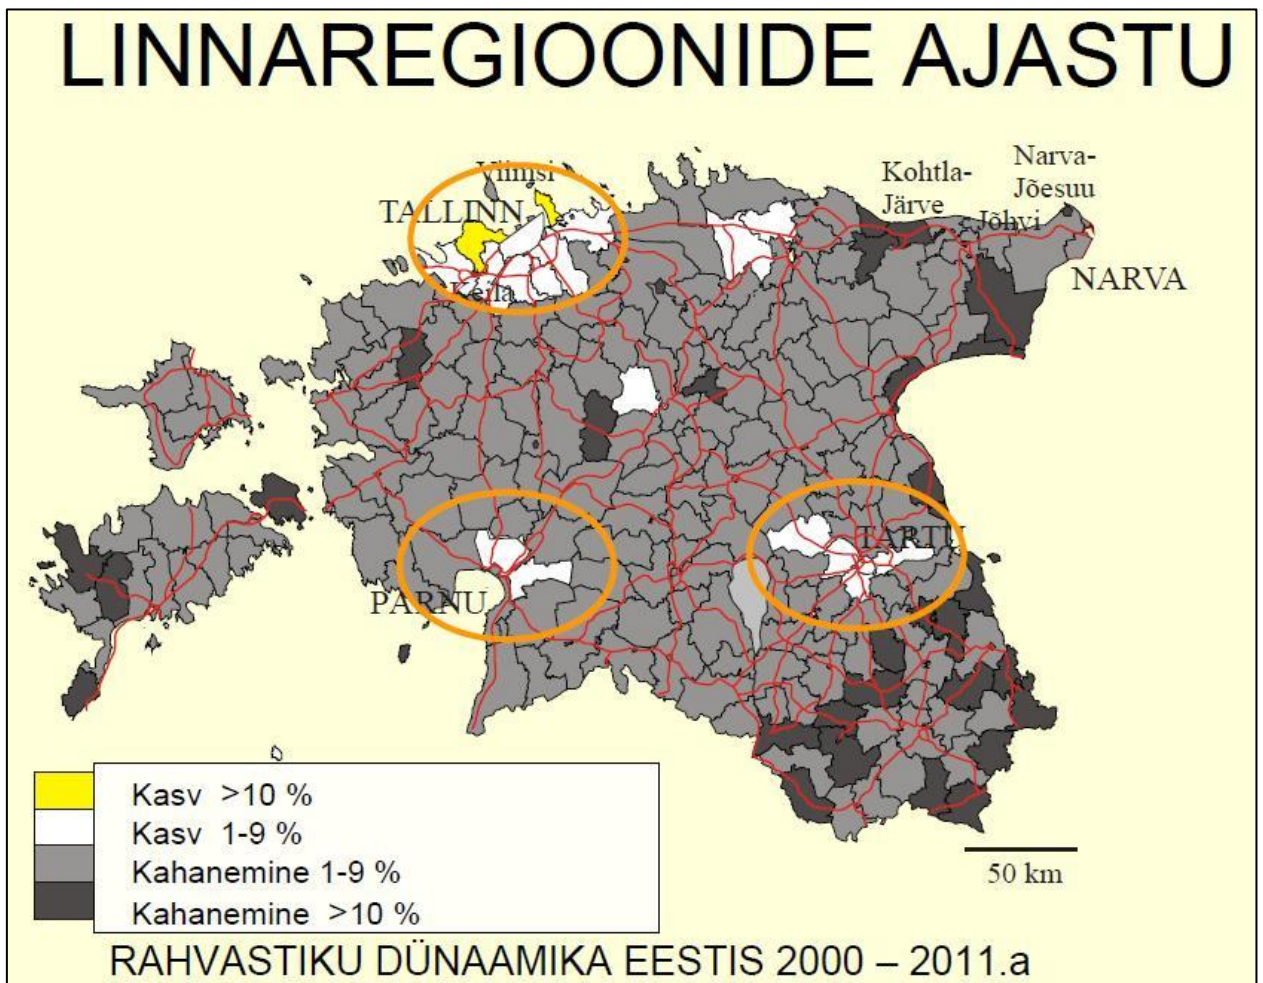 LINNAREGIOONIDE AJASTU
Viimsi
TALLINN
Keila
Kohtla-
Järve
Narva-
Jõesuu
Jõhvi
NARVA
TARTU
PÄRNU
Kasv >10 %
Kasv 1-9 %
Kahanemine 1-9 %
Kahanemine >10 %
50 km
RAHVASTIKU DÜNAAMIKA EESTIS 2000 – 2011.a